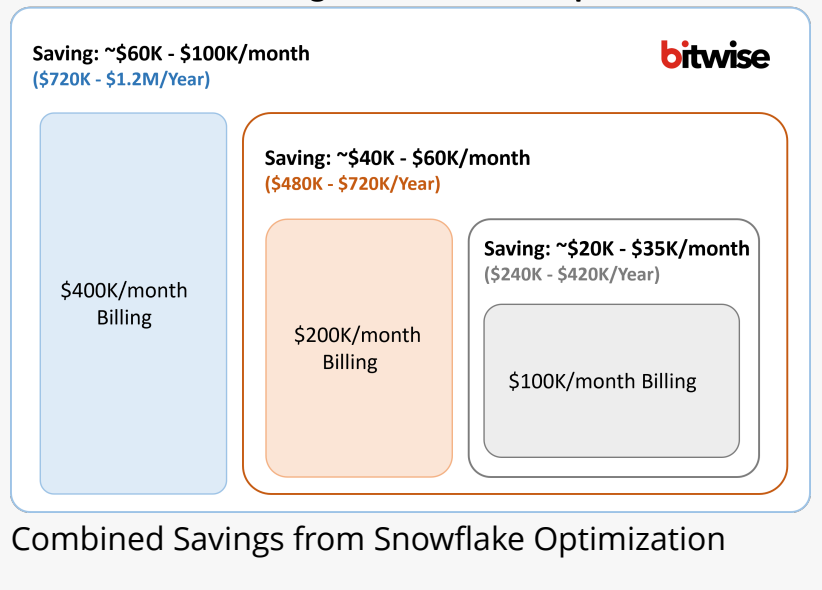 Saving: ~$60K - $100K/month
($720K - $1.2M/Year)
bitwise
Saving: ~$40K - $60K/month
($480K - $720K/Year)
Saving: ~$20K - $35K/month
($240K - $420K/Year)
$400K/month
Billing
$200K/month
Billing
$100K/month Billing
Combined Savings from Snowflake Optimization